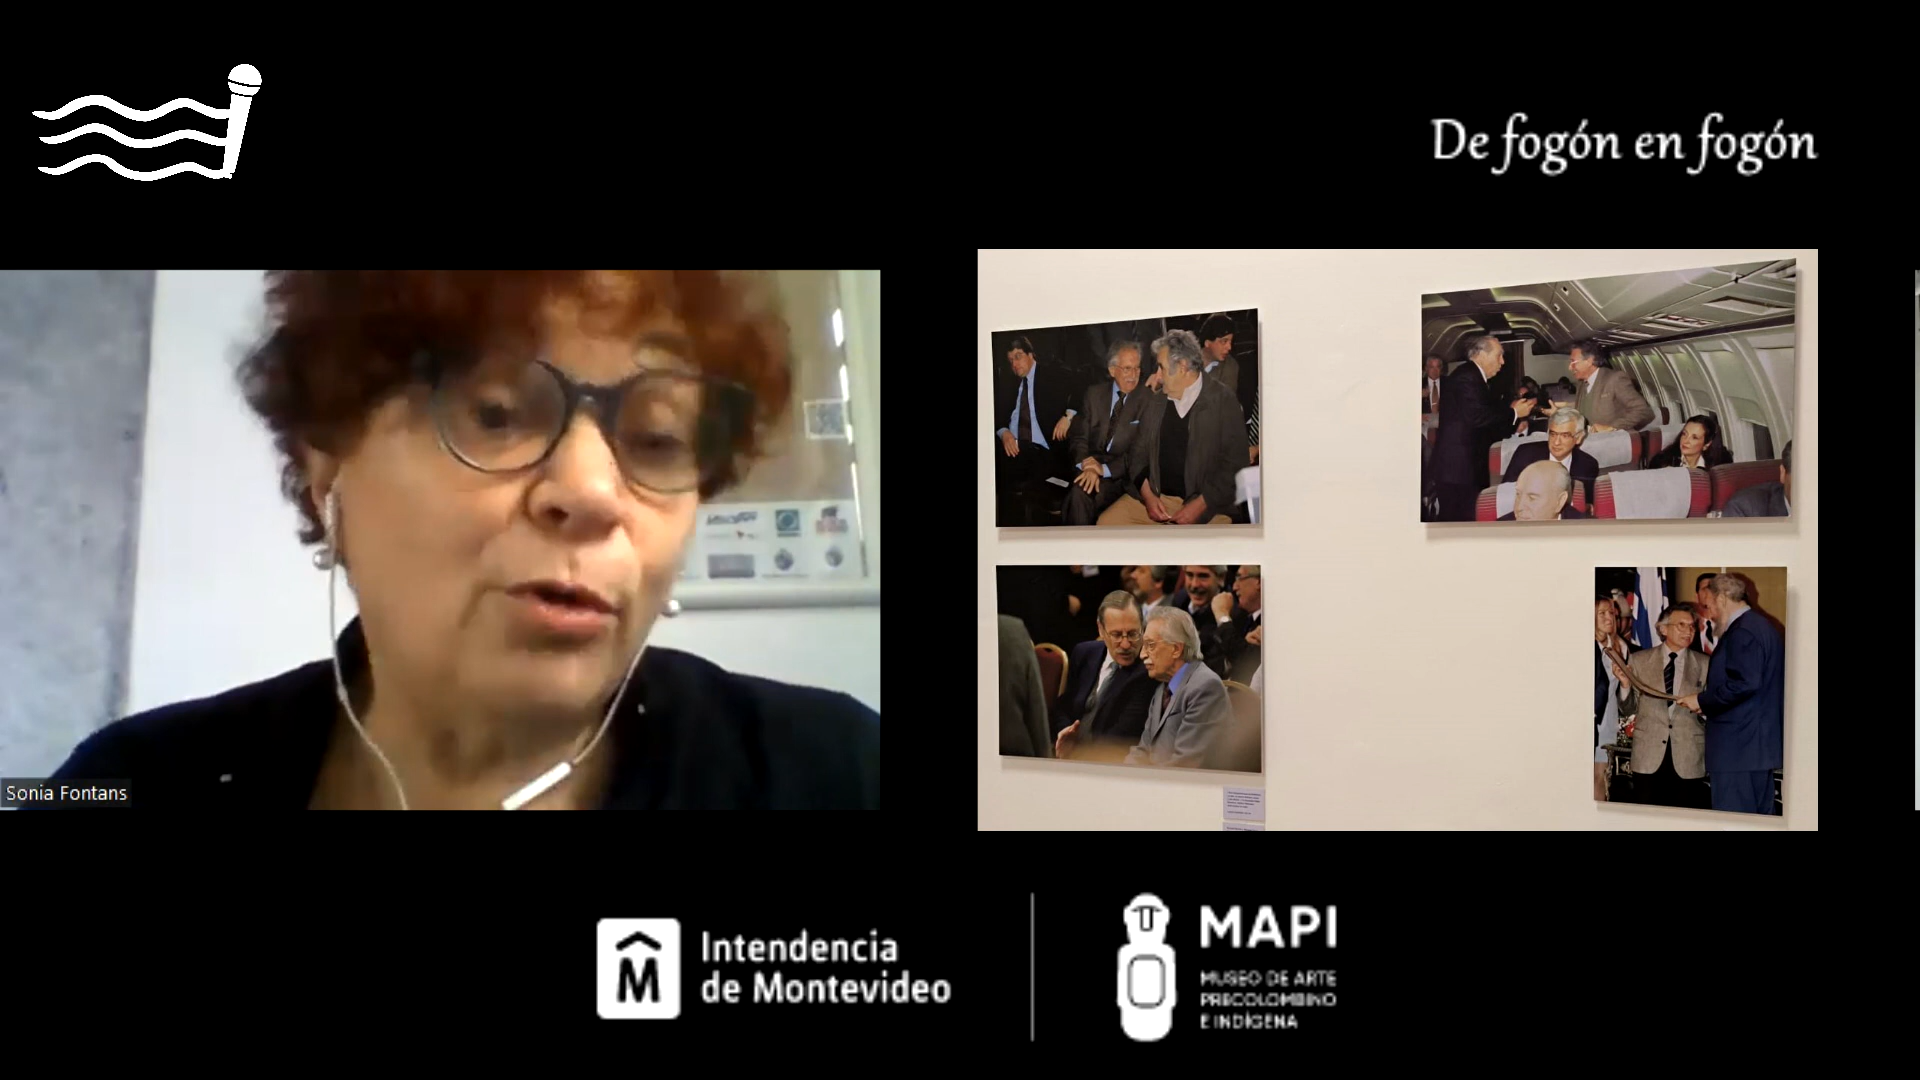 De fogón en fogón
Sonia Fontans
Intendencia
de Montevideo
MAPI
MUSEO DE ARTE
PRECOLOMBINO
E INDÍGENA